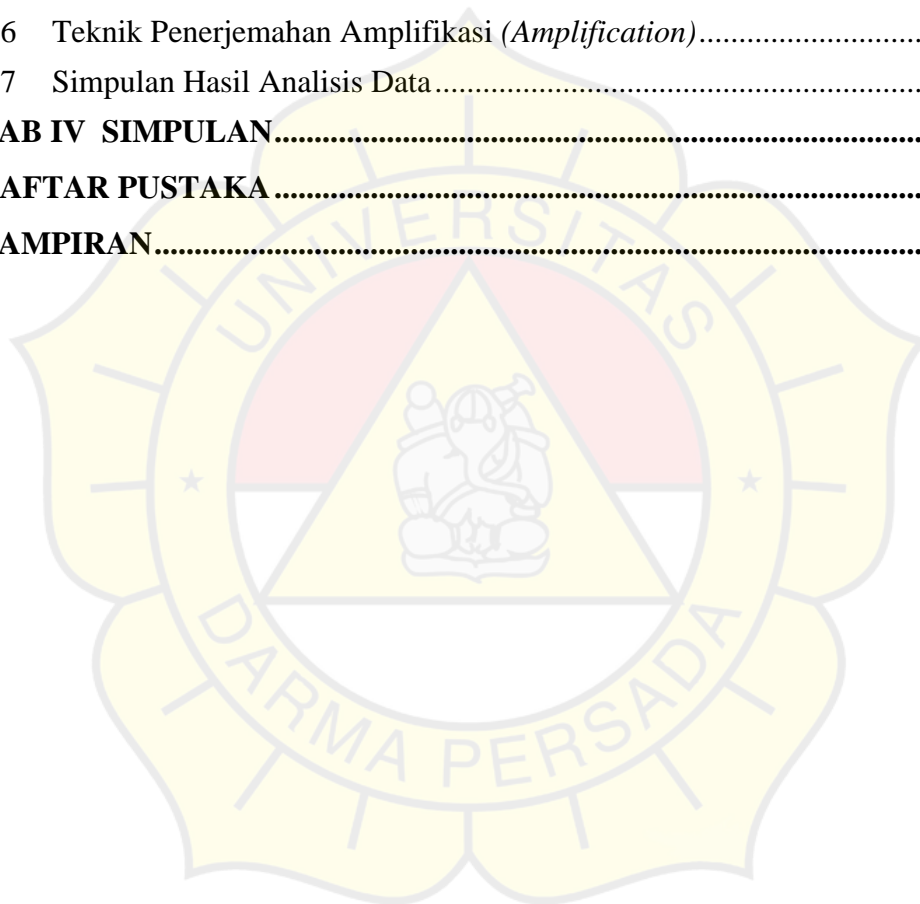 6 Teknik Penerjemahan Amplifikasi (Amplification)..............................
7 Simpulan Hasil Analisis Data..............................................................
AB IV SIMPULAN..................................................................................
AFTAR PUSTAKA..................................................................................
AMPIRAN................................................................................................
UNIVERSITAS
DARMA PERSADA